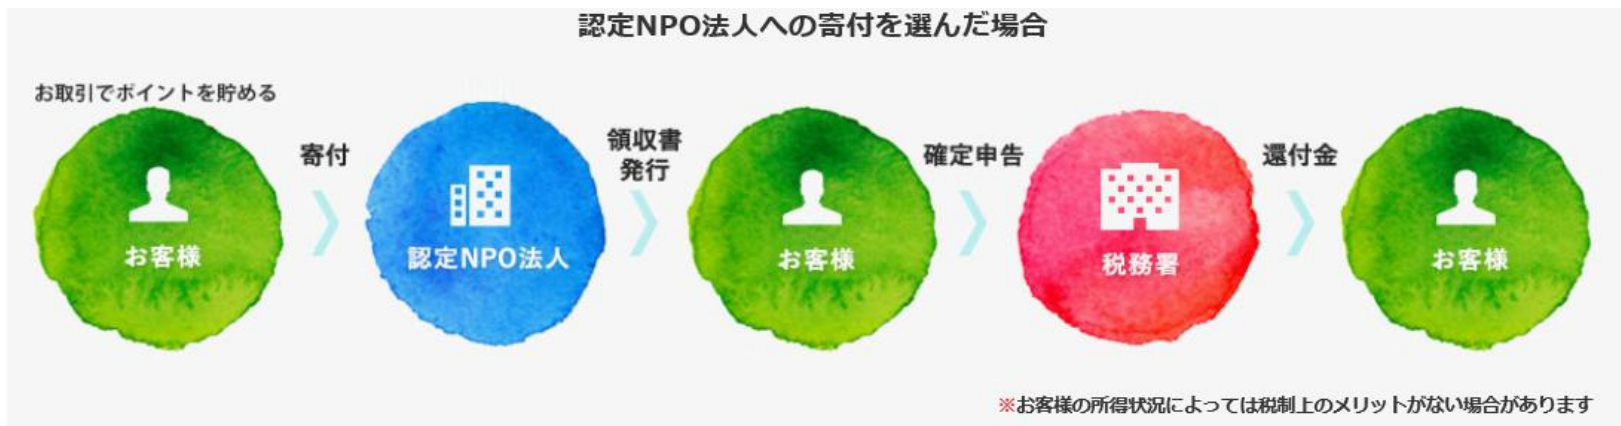 認定NPO法人への寄付を選んだ場合
お取引でポイントを貯める
お客様
寄付
認定NPO法人
領収書
発行
お客様
確定申告
税務署
還付金
お客様
※お客様の所得状況によっては税制上のメリットがない場合があります